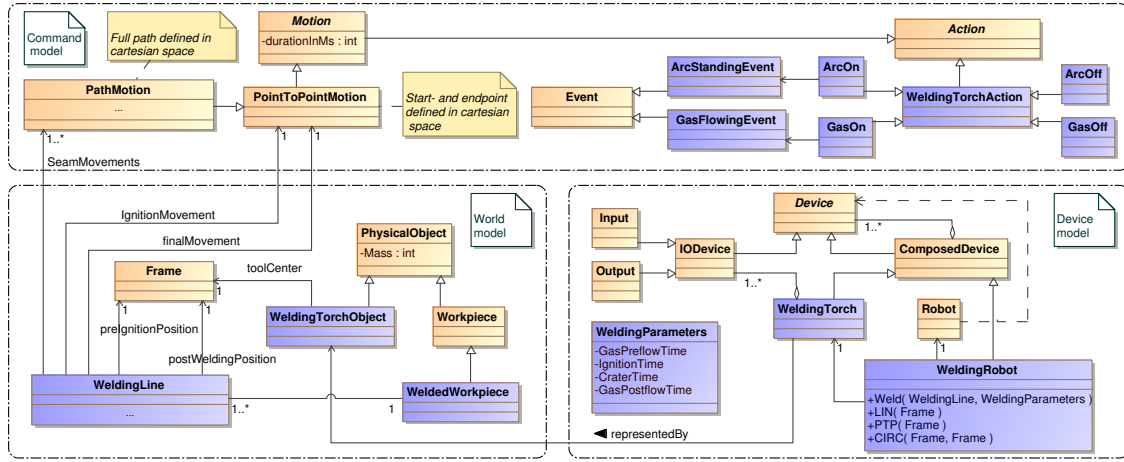 Command
model
Full path defined in
cartesian space
Motion
-durationInMs : int
Action
PathMotion
...
PointToPointMotion
Start- and endpoint
defined in cartesian
space
Event
ArcStandingEvent
ArcOn
GasFlowingEvent
GasOn
WeldingTorchAction
ArcOff
GasOff
1..*
1
1
SeamMovements
IgnitionMovement
finalMovement
World
model
PhysicalObject
-Mass : int
Frame
toolCenter
1
1
1
preIgnitionPosition
postWeldingPosition
WeldingTorchObject
Workpiece
WeldingLine
...
1..*
1
WeldedWorkpiece
Device
1..*
Device
model
Input
Output
IODevice
1..*
ComposedDevice
WeldingTorch
1
Robot
1
WeldingParameters
-GasPreflowTime
-IgnitionTime
-CraterTime
-GasPostflowTime
WeldingRobot
+Weld( WeldingLine, WeldingParameters )
+LIN( Frame )
+PTP( Frame )
+CIRC( Frame, Frame )
representedBy